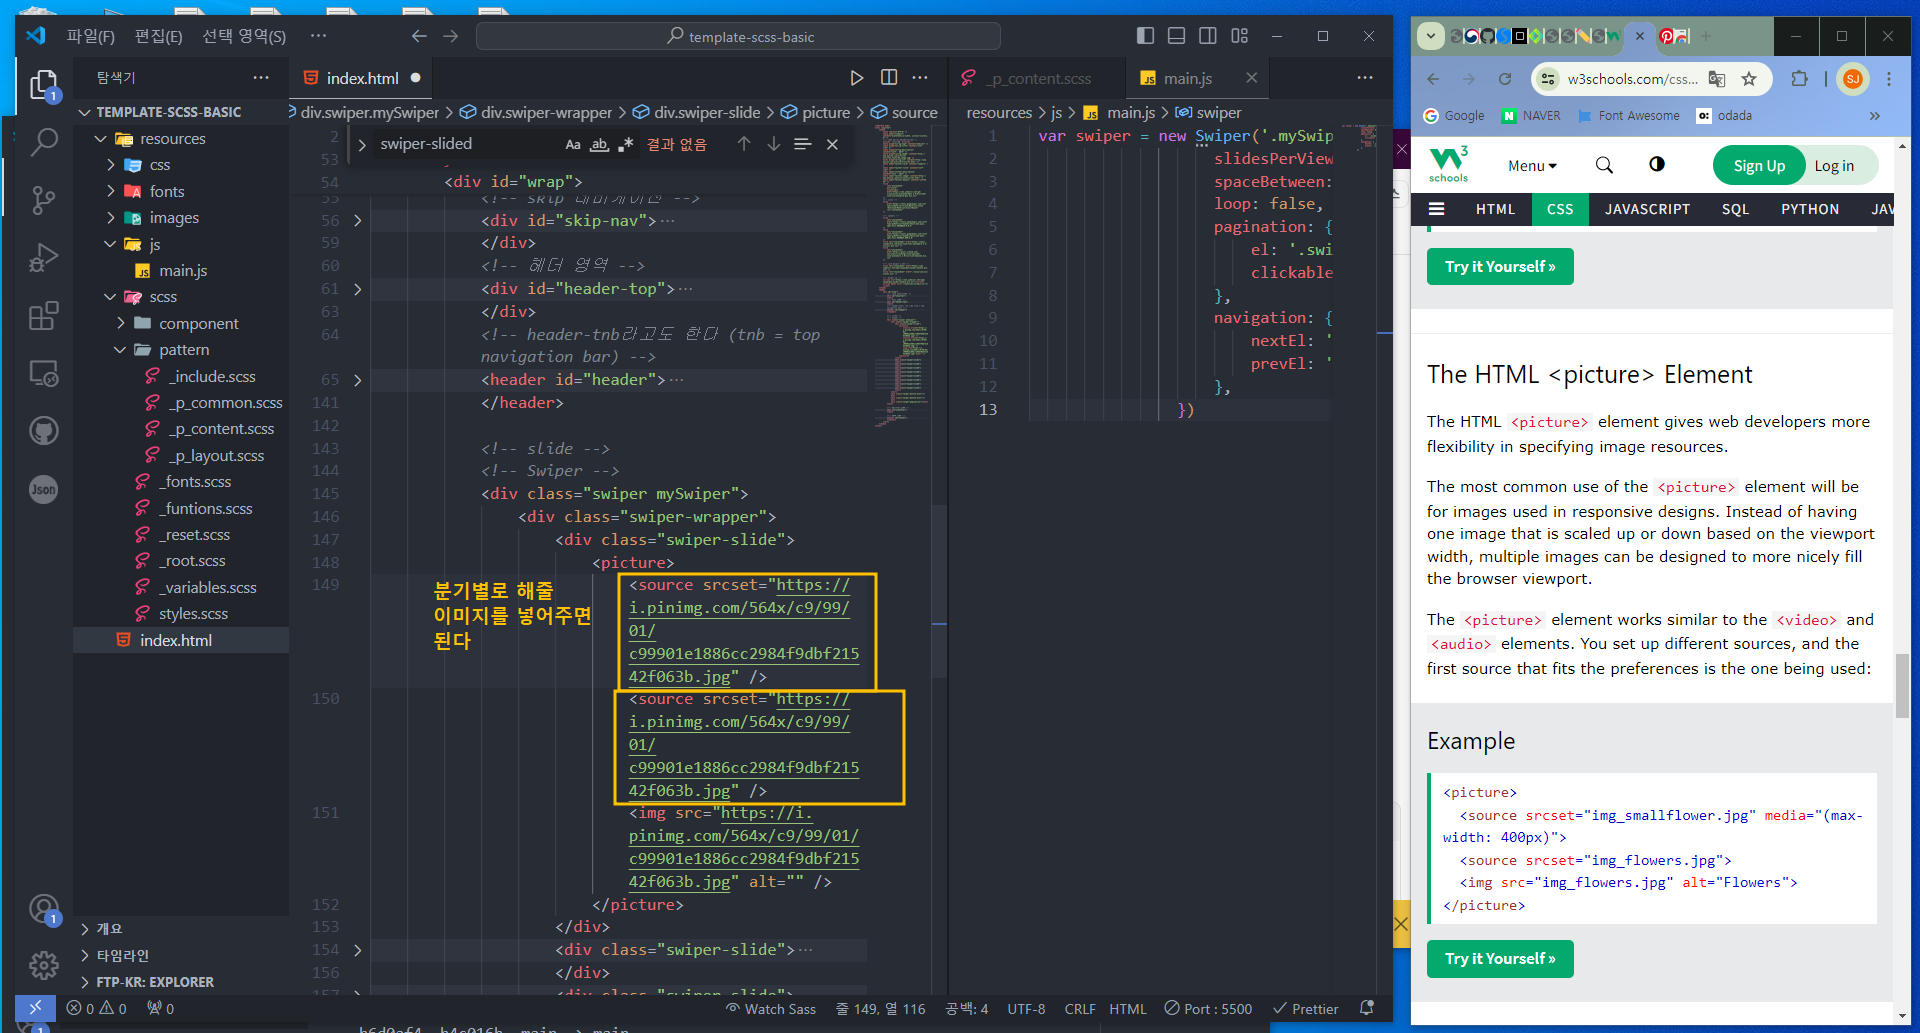 파일(F) 편집(E) 선택 영역(S) ···
template-scss-basic
탐색기
1
TEMPLATE-SCSS-BASIC
resources
css
fonts
images
js
main.js
scss
component
pattern
_include.scss
_p_common.scss
_p_content.scss
_p_layout.scss
_fonts.scss
_funtions.scss
_reset.scss
_root.scss
_variables.scss
styles.scss
index.html
Json
개요
타임라인
FTP-KR: EXPLORER
1
index.html
div.swiper.mySwiper > div.swiper-wrapper > div.swiper-slide > picture > source
swiper-slided Aa ab 결과 없음
2
53
54 <div id="wrap">
55 <!-- skip 네비게이션 -->
56 <div id="skip-nav">···
59 </div>
60 <!-- 헤더 영역 -->
61 <div id="header-top">···
63 </div>
64 <!-- header-tnb라고도 한다 (tnb = top
navigation bar) -->
65 <header id="header">···
141 </header>
142
143 <!-- slide -->
144 <!-- Swiper -->
145 <div class="swiper mySwiper">
146 <div class="swiper-wrapper">
147 <div class="swiper-slide">
148 <picture>
149 <source srcset="https://
i.pinimg.com/564x/c9/99/
01/
c99901e1886cc2984f9dbf215
42f063b.jpg" />
분기별로 해줄
이미지를 넣어주면
된다
150 <source srcset="https://
i.pinimg.com/564x/c9/99/
01/
c99901e1886cc2984f9dbf215
42f063b.jpg" />
151 <img src="https://i.
pinimg.com/564x/c9/99/01/
c99901e1886cc2984f9dbf215
42f063b.jpg" alt="" />
152 </picture>
153 </div>
154 <div class="swiper-slide">···
156 </div>
157 <div class="swiper-slide">
_p_content.scss
main.js
resources > js > main.js > swiper
1 var swiper = new Swiper('.mySwip
2 slidesPerView
3 spaceBetween:
4 loop: false,
5 pagination: {
6 el: '.swi
7 clickable
8 },
9 navigation: {
10 nextEl: '
11 prevEl: '
12 },
13 })
0 0 0 Watch Sass 줄 149, 열 116 공백: 4 UTF-8 CRLF HTML Port : 5500 Prettier
w3schools.com/css...
SJ
Google NAVER Font Awesome odada »
W3
schools
Menu
Sign Up Log in
HTML CSS JAVASCRIPT SQL PYTHON JAV
Try it Yourself »
The HTML <picture> Element
The HTML <picture> element gives web developers more
flexibility in specifying image resources.
The most common use of the <picture> element will be
for images used in responsive designs. Instead of having
one image that is scaled up or down based on the viewport
width, multiple images can be designed to more nicely fill
the browser viewport.
The <picture> element works similar to the <video> and
<audio> elements. You set up different sources, and the
first source that fits the preferences is the one being used:
Example
<picture>
<source srcset="img_smallflower.jpg" media="(max-
width: 400px)">
<source srcset="img_flowers.jpg">
<img src="img_flowers.jpg" alt="Flowers">
</picture>
Try it Yourself »